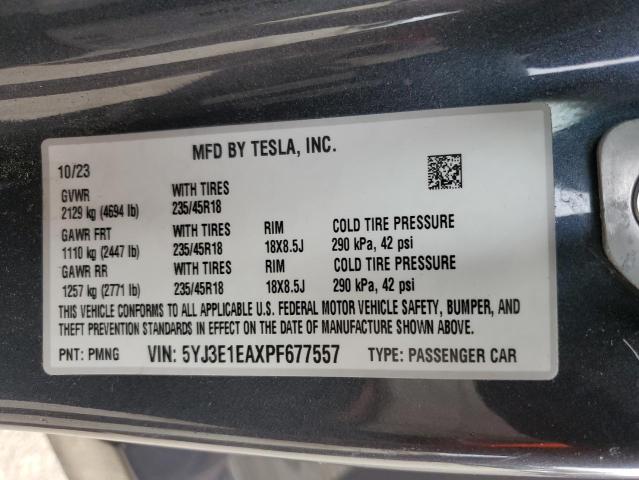 MFD BY TESLA, INC.
10/23
GVWR WITH TIRES
2129 kg (4694 lb) 235/45R18
GAWR FRT WITH TIRES RIM COLD TIRE PRESSURE
1110 kg (2447 lb) 235/45R18 18X8.5J 290 kPa, 42 psi
GAWR RR WITH TIRES RIM COLD TIRE PRESSURE
1257 kg (2771 lb) 235/45R18 18X8.5J 290 kPa, 42 psi
THIS VEHICLE CONFORMS TO ALL APPLICABLE U.S. FEDERAL MOTOR VEHICLE SAFETY, BUMPER, AND
THEFT PREVENTION STANDARDS IN EFFECT ON THE DATE OF MANUFACTURE SHOWN ABOVE.
PNT: PMNG VIN: 5YJ3E1EAXPF677557 TYPE: PASSENGER CAR